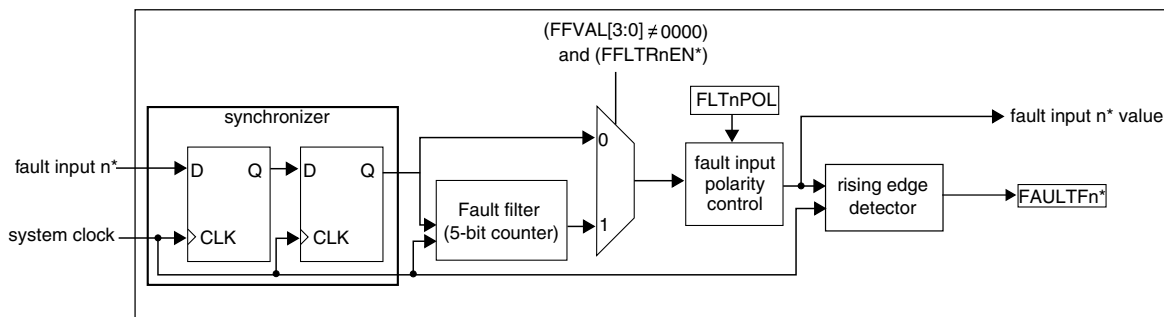 (FFVAL[3:0] ≠ 0000)
and (FFLTRnEN*)
FLTnPOL
synchronizer
fault input n* value
0
fault input n*
D
Q
D
Q
fault input
polarity
control
rising edge
detector
FAULTFn*
Fault filter
(5-bit counter)
1
system clock
CLK
CLK